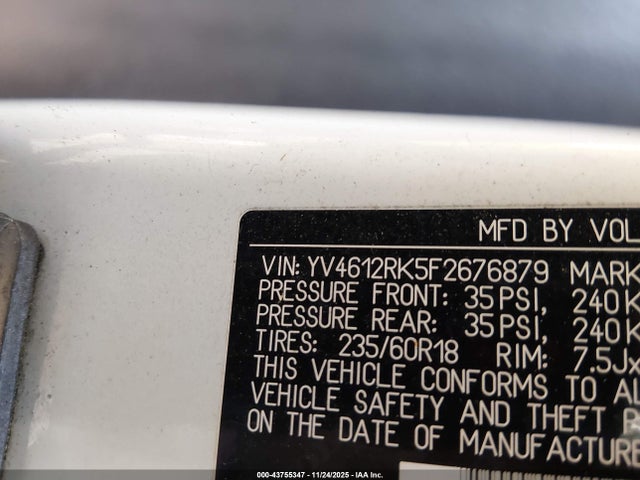 MFD BY VOL
VIN: YV4612RK5F2676879 MARK
PRESSURE FRONT: 35 PSI, 240 K
PRESSURE REAR: 35 PSI, 240 K
TIRES: 235/60R18 RIM: 7.5Jx
THIS VEHICLE CONFORMS TO AL
VEHICLE SAFETY AND THEFT
ON THE DATE OF MANUFACTURE
000-43755347 - 11/24/2025 - IAA Inc.